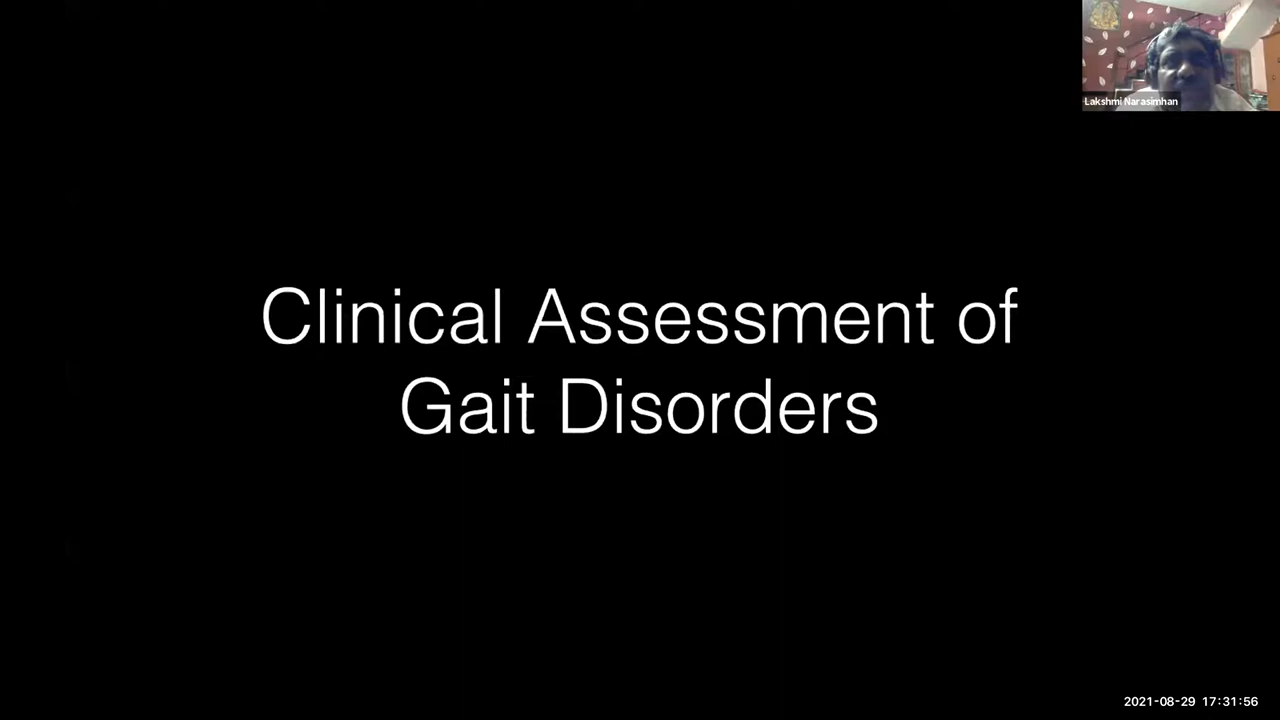 Lakshmi Narasimhan
Clinical Assessment of
Gait Disorders
2021-08-29 17:31:56